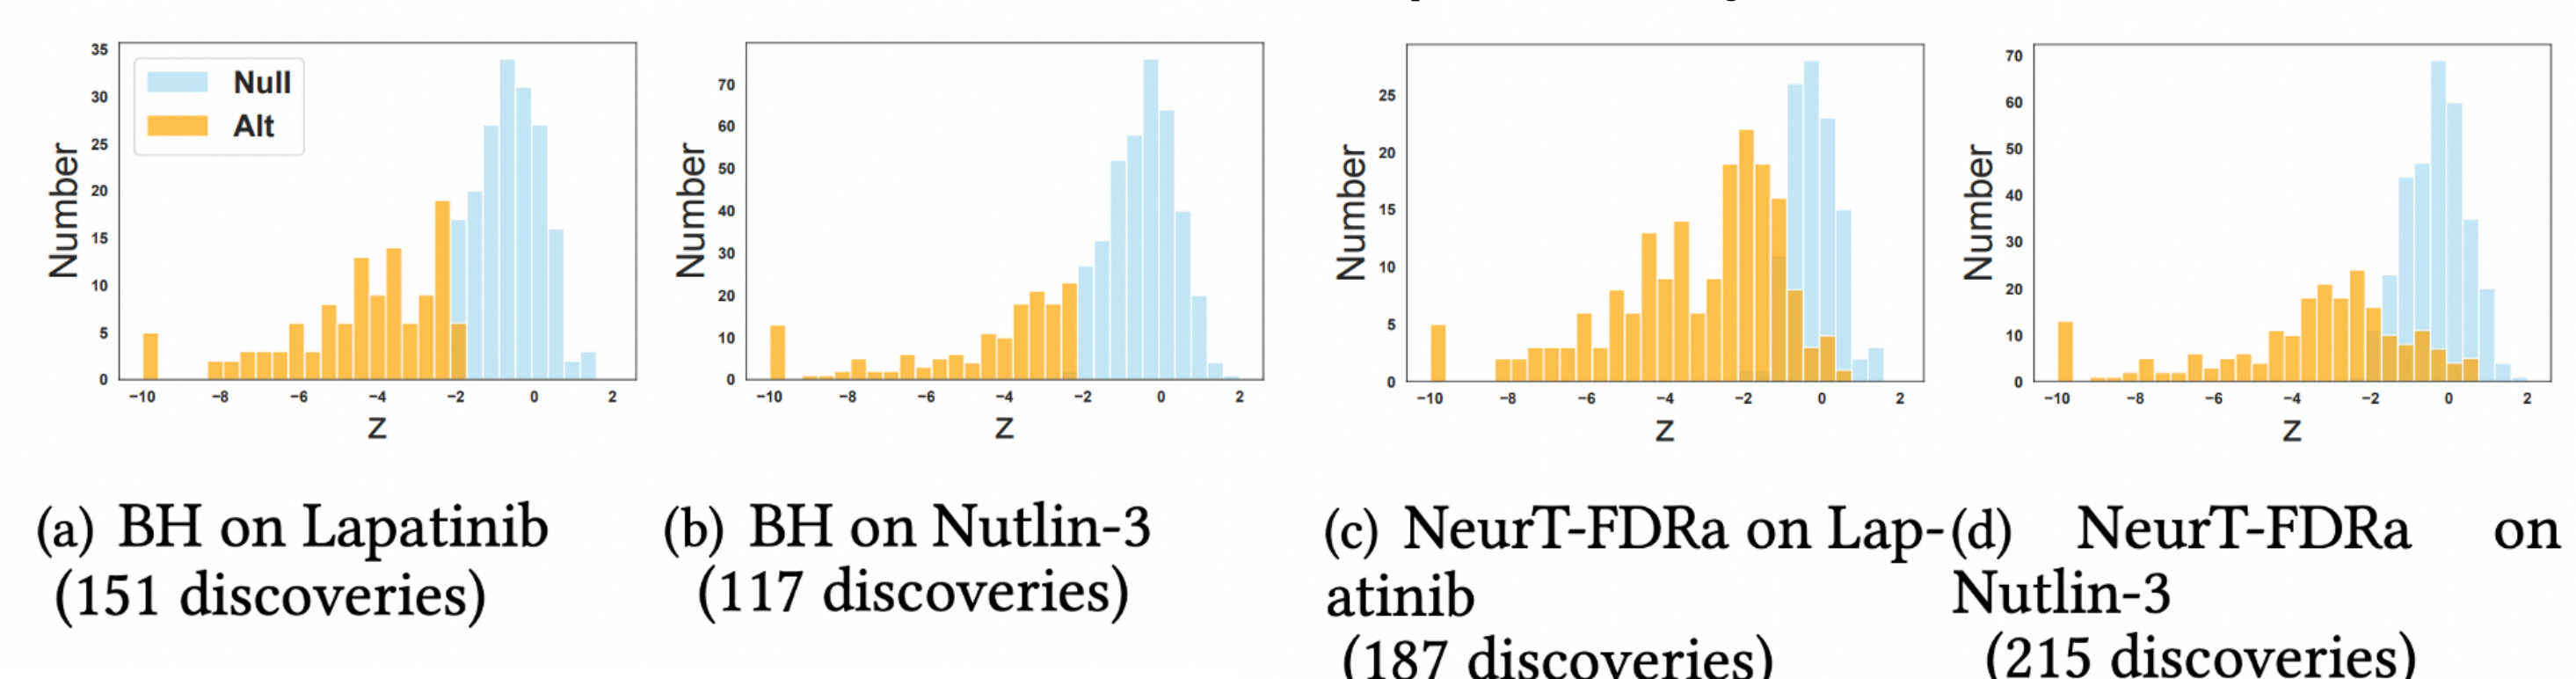 35
30
25
20
15
10
5
0
Number
Null
Alt
−10 −8 −6 −4 −2 0 2
Z
70
60
50
40
30
20
10
0
Number
−10 −8 −6 −4 −2 0 2
Z
25
20
15
10
5
0
Number
−10 −8 −6 −4 −2 0 2
Z
70
60
50
40
30
20
10
0
Number
−10 −8 −6 −4 −2 0 2
Z
(a) BH on Lapatinib
(151 discoveries)
(b) BH on Nutlin-3
(117 discoveries)
(c) NeurT-FDRa on Lap-
atinib
(187 discoveries)
(d) NeurT-FDRa on
Nutlin-3
(215 discoveries)